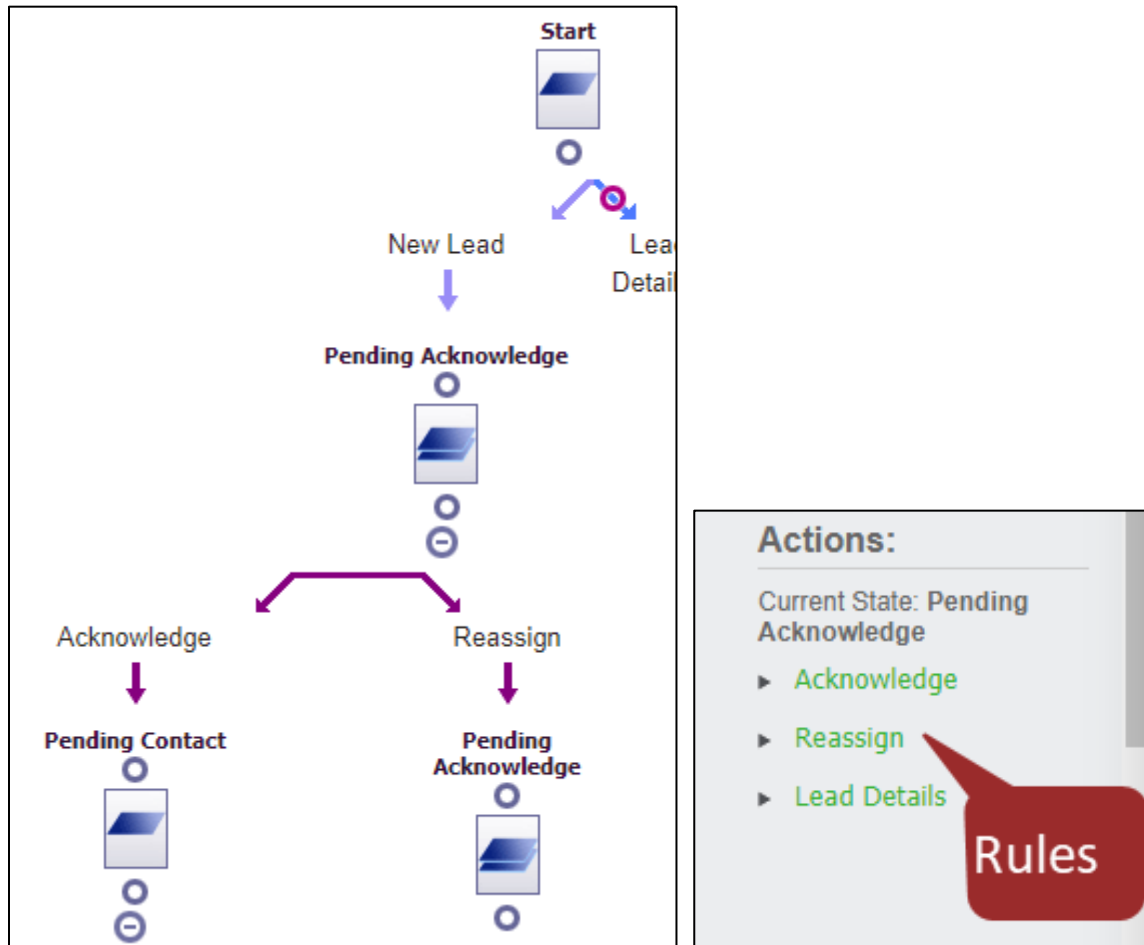 Start
New Lead
Pending Acknowledge
Acknowledge
Reassign
Pending Contact
Pending
Acknowledge
Actions:
Current State: Pending
Acknowledge
Acknowledge
Reassign
Lead Details
Rules